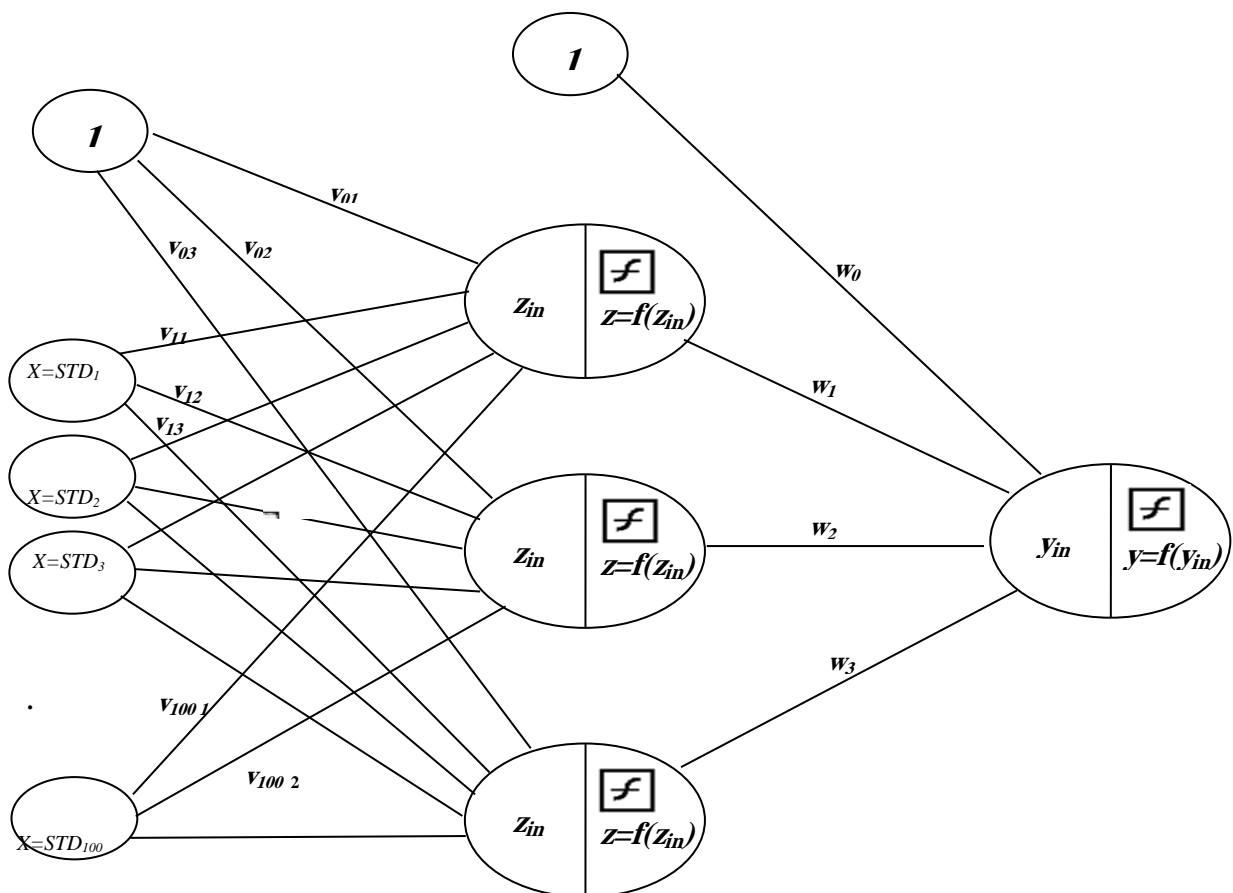 1
1
v01
v03
v02
w0
zin
z=f(zin)
v11
X=STD1
v12
w1
v13
X=STD2
w2
zin
z=f(zin)
yin
y=f(yin)
X=STD3
w3
.
v100 1
v100 2
zin
z=f(zin)
X=STD100